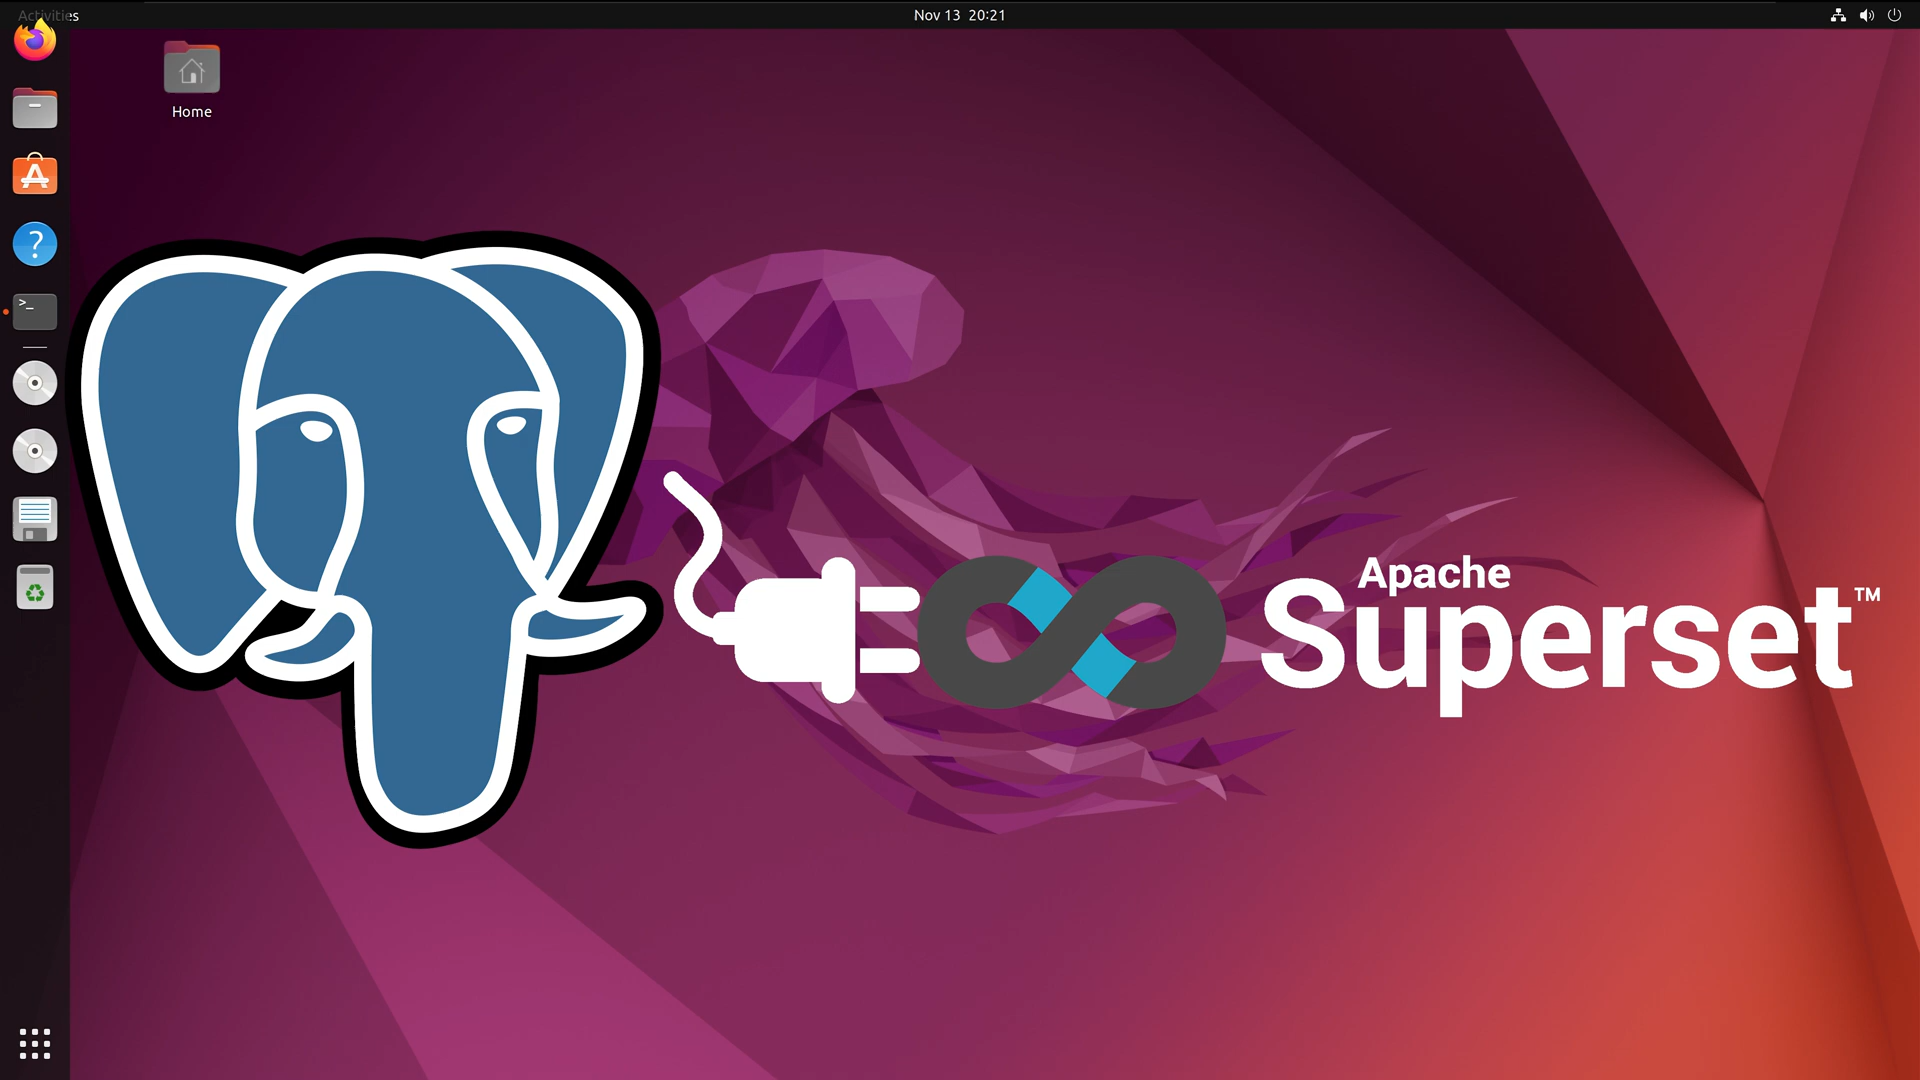 Activities
Nov 13 20:21
Home
>_
?
Apache
Superset™